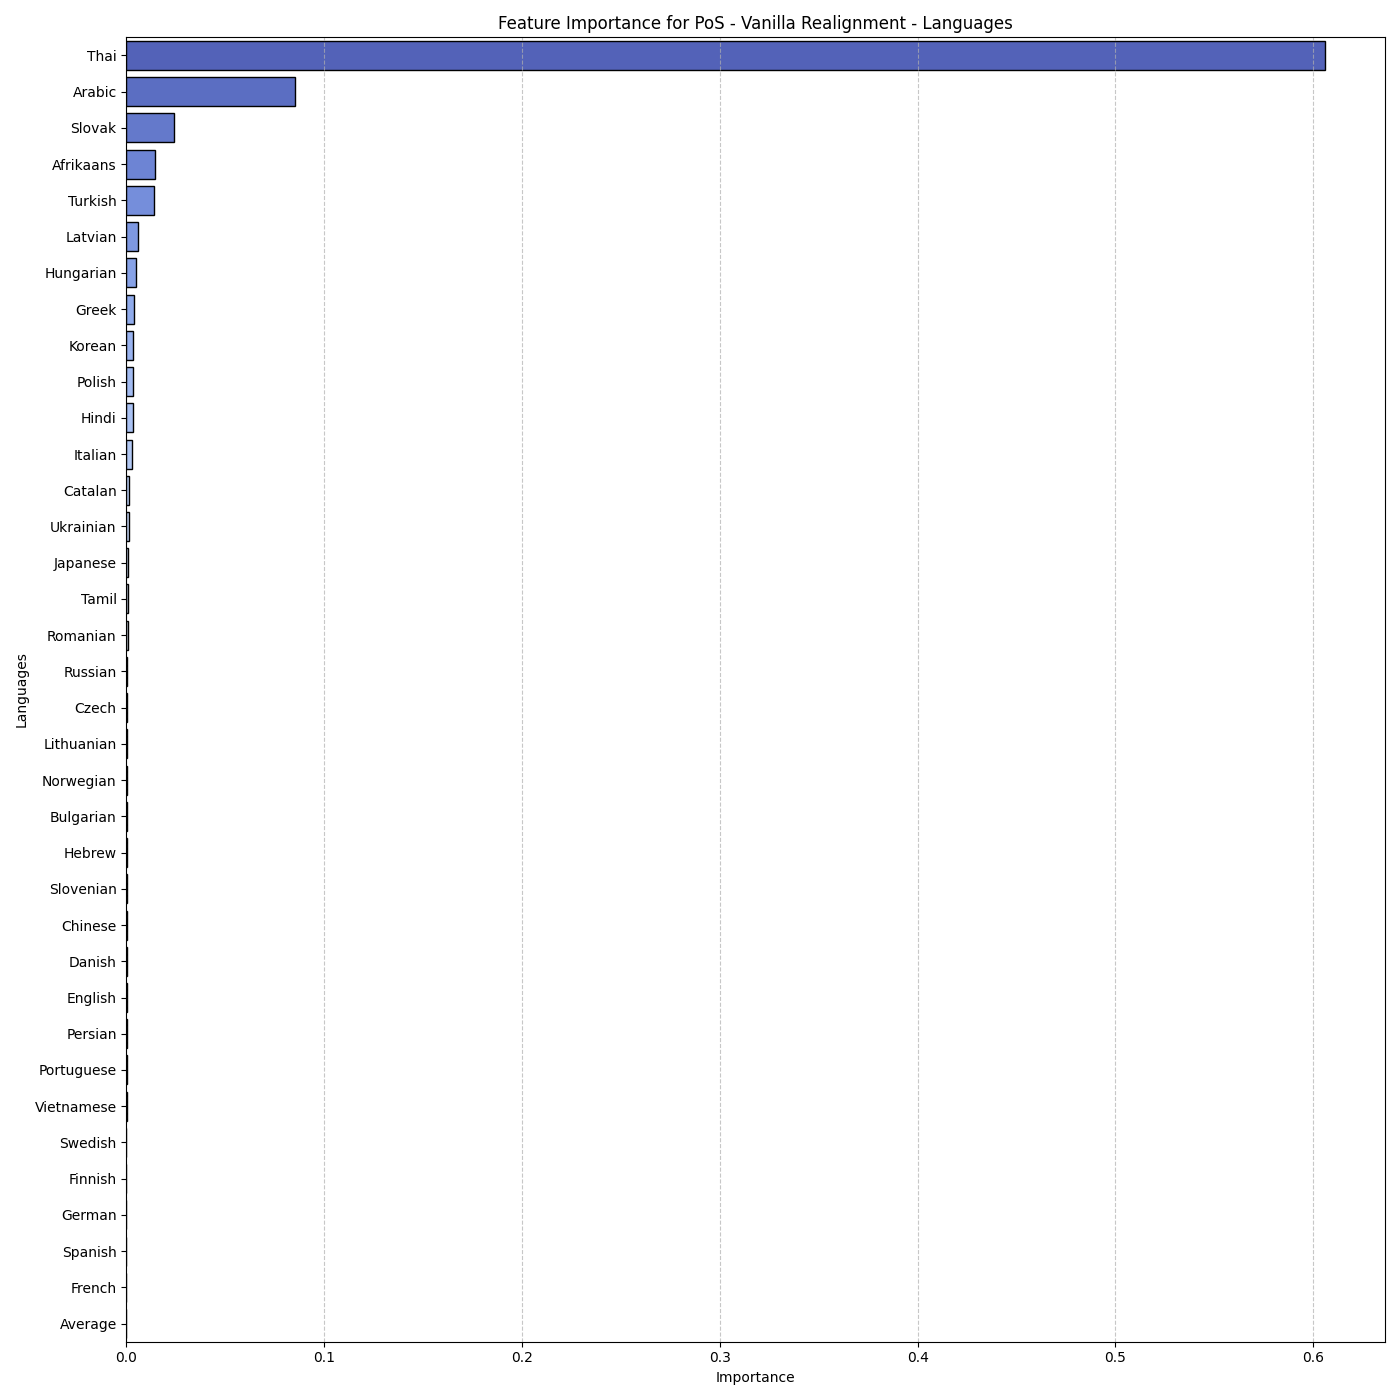 Feature Importance for PoS - Vanilla Realignment - Languages
Thai
Arabic
Slovak
Afrikaans
Turkish
Latvian
Hungarian
Greek
Korean
Polish
Hindi
Italian
Catalan
Ukrainian
Japanese
Tamil
Romanian
Russian
Czech
Lithuanian
Norwegian
Bulgarian
Hebrew
Slovenian
Chinese
Danish
English
Persian
Portuguese
Vietnamese
Swedish
Finnish
German
Spanish
French
Average
Languages
0.0 0.1 0.2 0.3 0.4 0.5 0.6
Importance